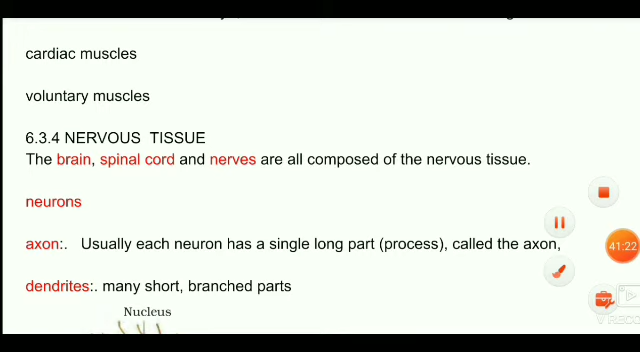 cardiac muscles
voluntary muscles
6.3.4 NERVOUS TISSUE
The brain, spinal cord and nerves are all composed of the nervous tissue.
neurons
axon:. Usually each neuron has a single long part (process), called the axon,
41:22
dendrites:. many short, branched parts
Nucleus